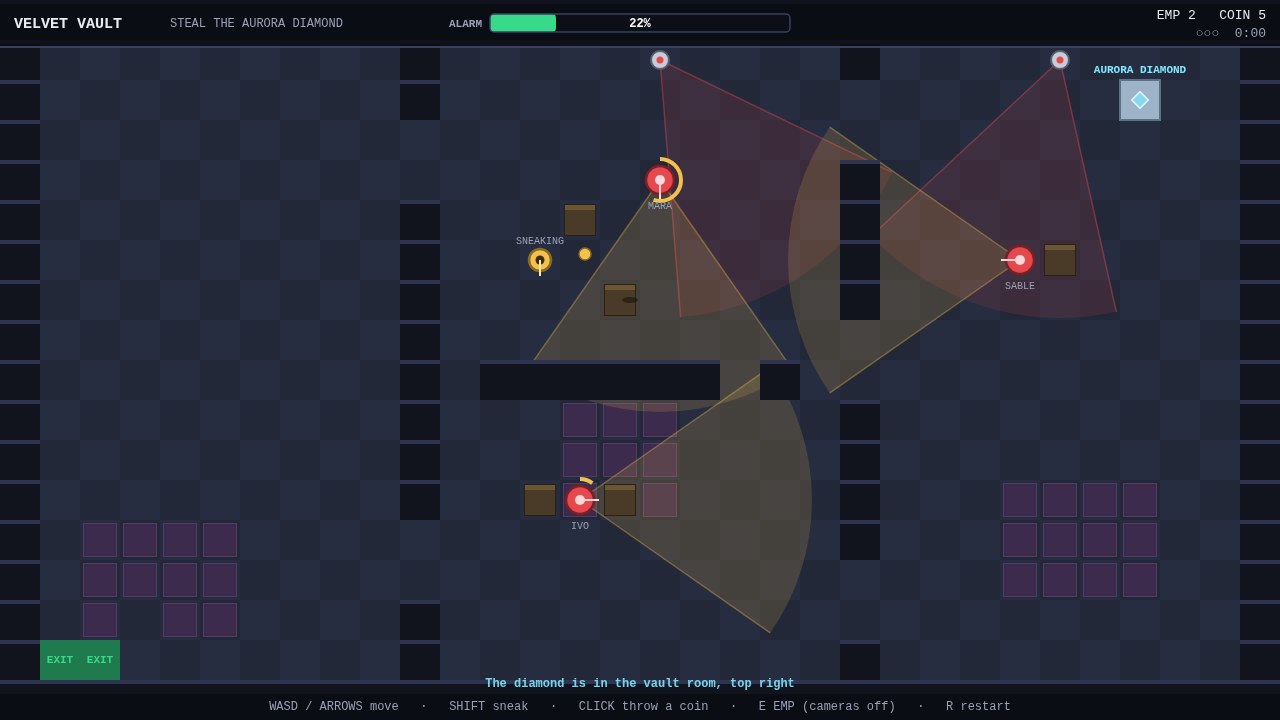 VELVET VAULT
STEAL THE AURORA DIAMOND
ALARM 22%
EMP 2 COIN 5
○○○ 0:00
AURORA DIAMOND
MARA
SNEAKING
SABLE
IVO
EXIT EXIT
The diamond is in the vault room, top right
WASD / ARROWS move · SHIFT sneak · CLICK throw a coin · E EMP (cameras off) · R restart